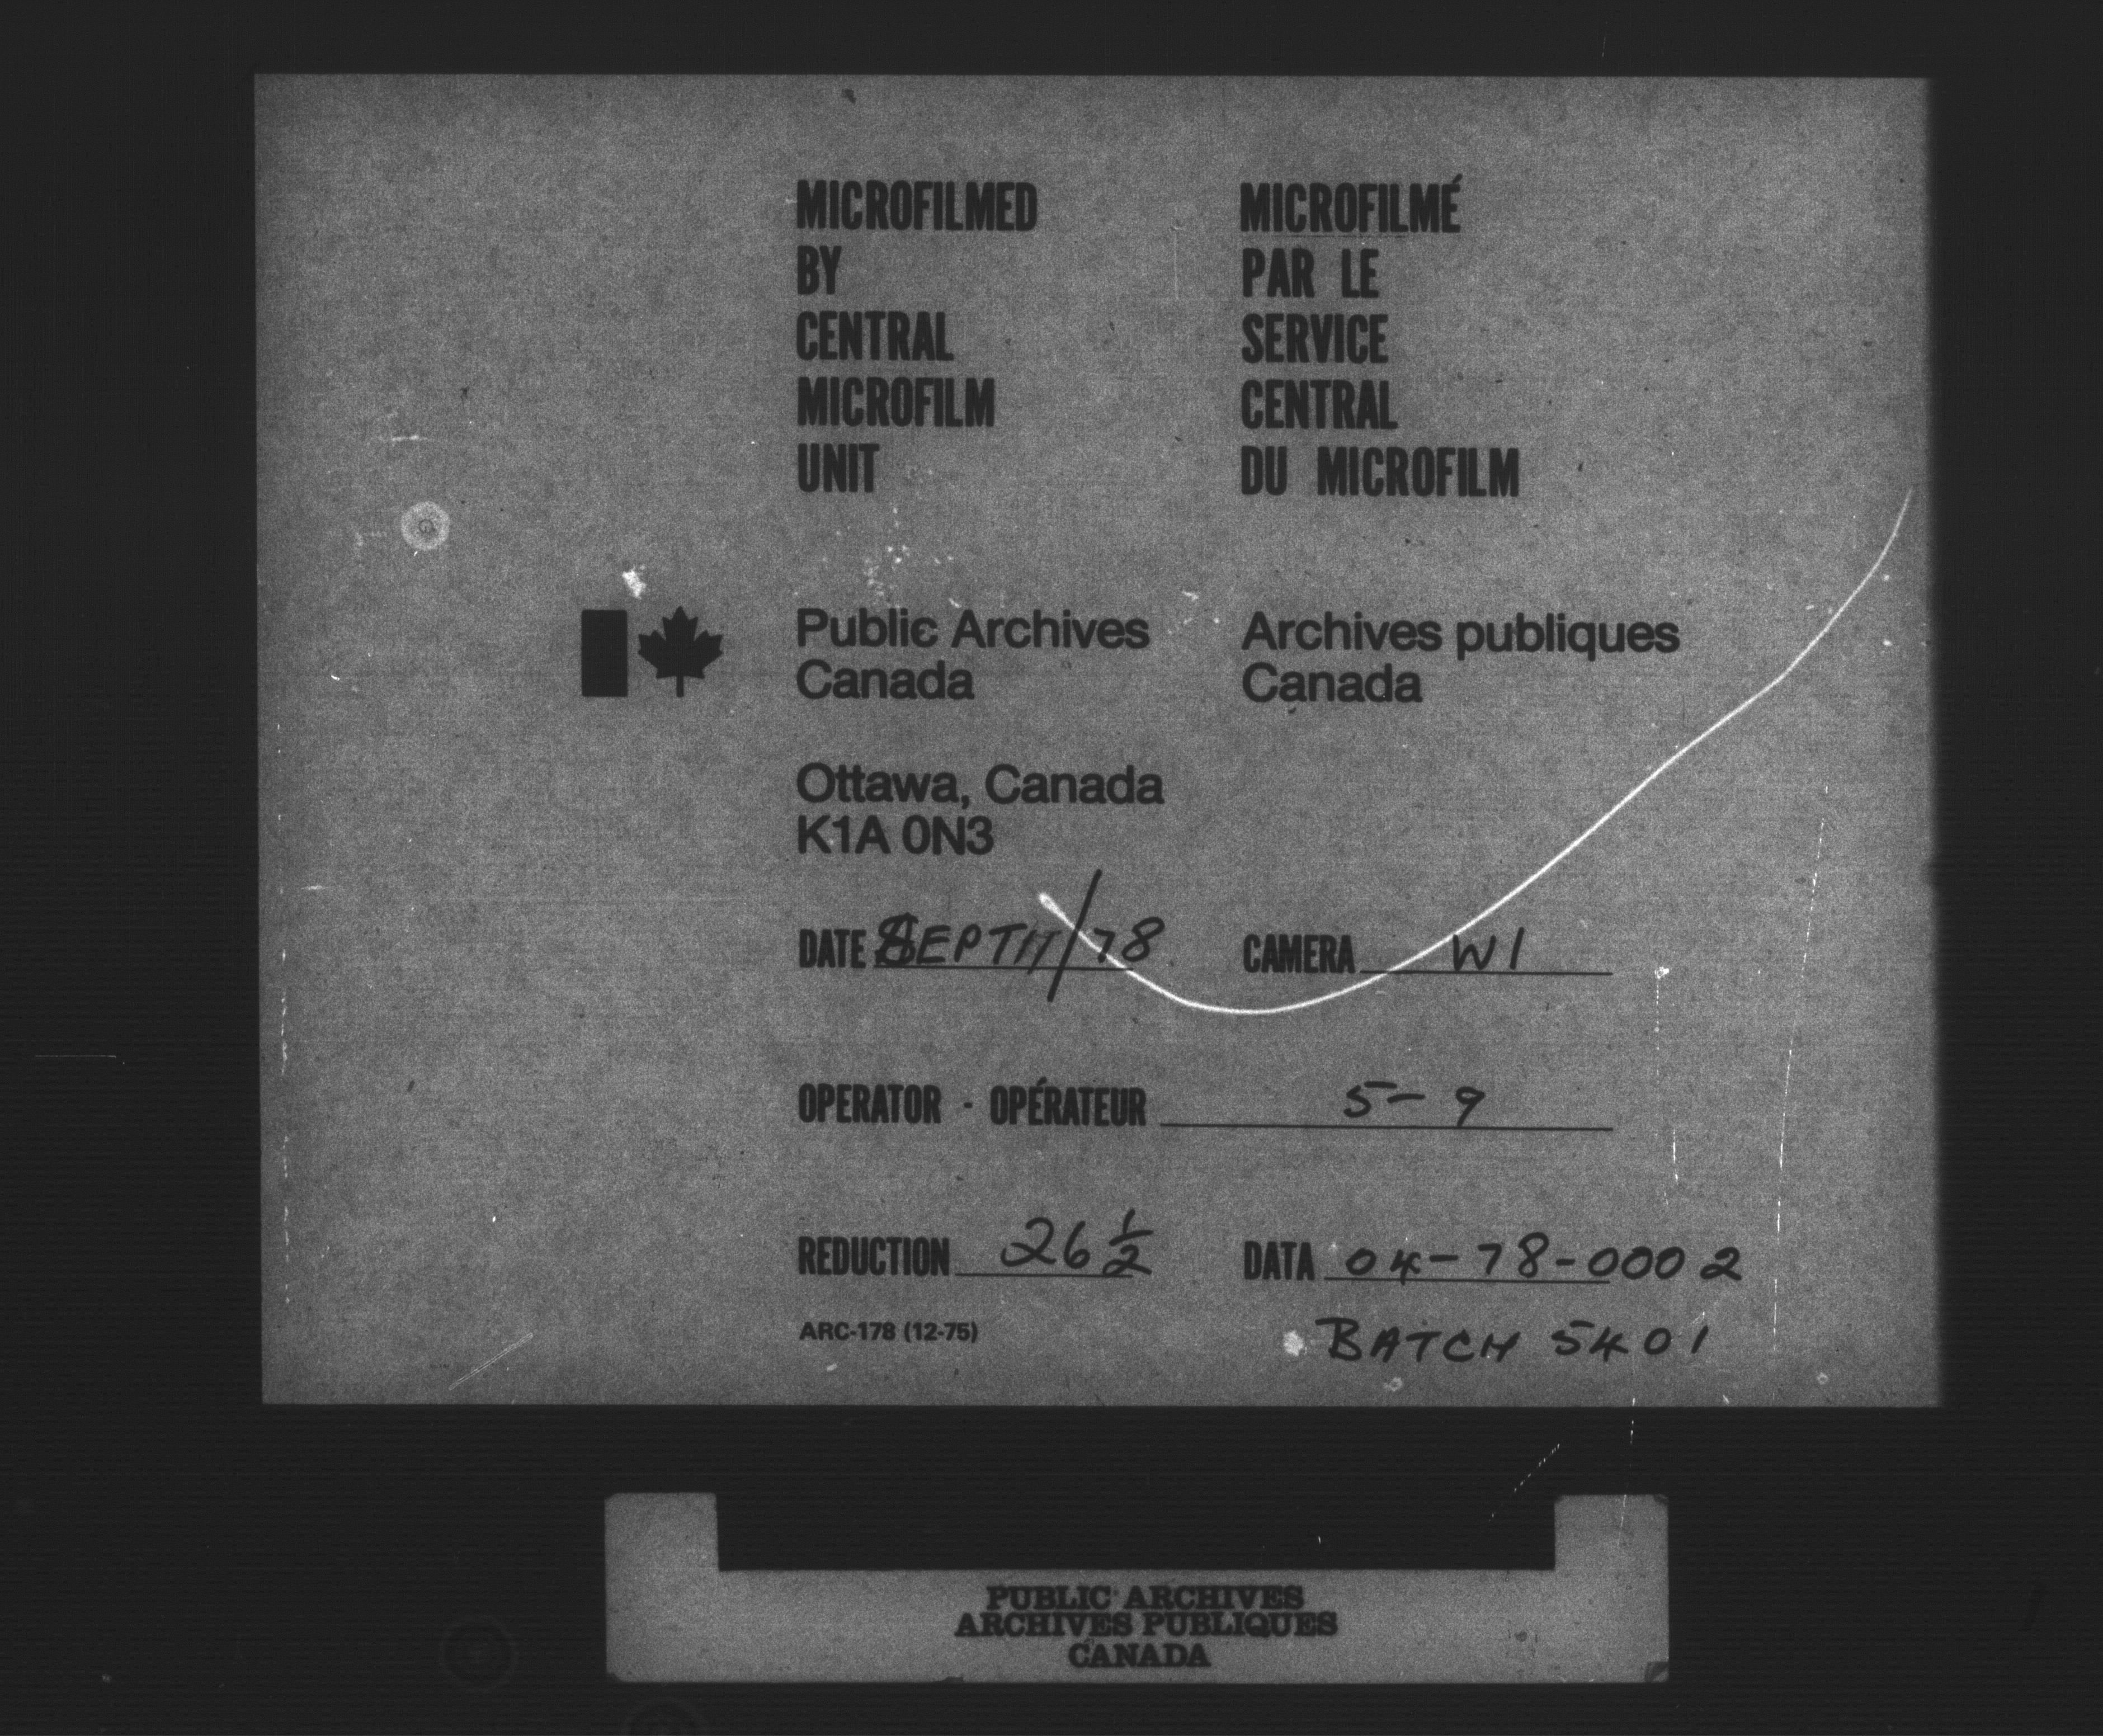 MICROFILMED
BY
CENTRAL
MICROFILM
UNIT
MICROFILMÉ
PAR LE
SERVICE
CENTRAL
DU MICROFILM
Public Archives
Canada
Archives publiques
Canada
Ottawa, Canada
K1A 0N3
DATE SEPT /78
CAMERA W1
OPERATOR - OPÉRATEUR 5-9
REDUCTION 26 1/2
DATA 04-78-0002
ARC-178 (12-75)
BATCH 5401
PUBLIC ARCHIVES
ARCHIVES PUBLIQUES
CANADA